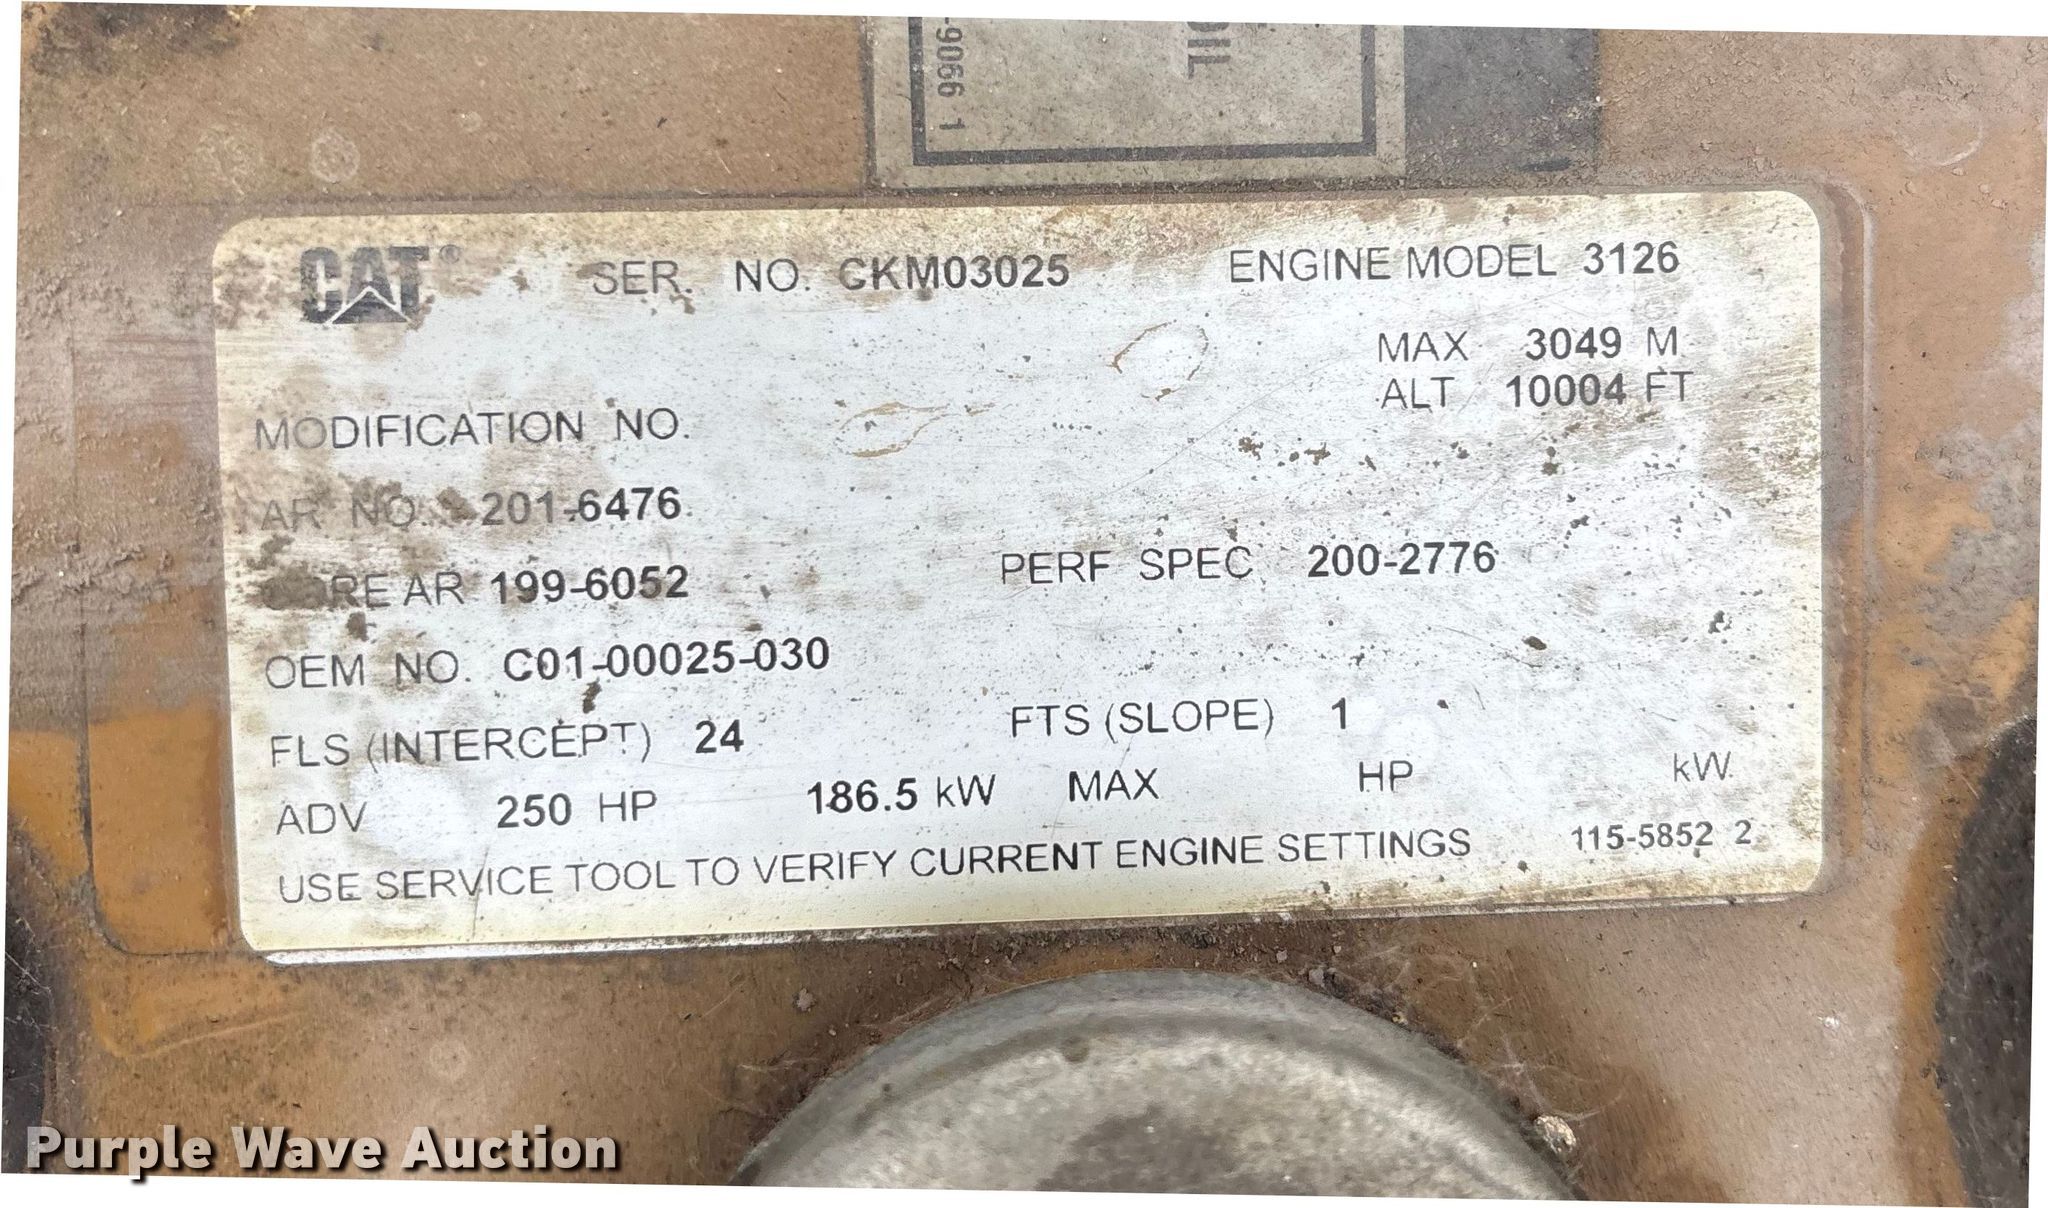 -9066 1
OIL
CAT®
SER. NO. CKM03025
ENGINE MODEL 3126
MAX 3049 M
ALT 10004 FT
MODIFICATION NO.
AR NO. 201-6476
CORE AR 199-6052
PERF SPEC 200-2776
OEM NO. C01-00025-030
FLS (INTERCEPT) 24
FTS (SLOPE) 1
ADV 250 HP 186.5 kW MAX HP kW
USE SERVICE TOOL TO VERIFY CURRENT ENGINE SETTINGS
115-5852 2
Purple Wave Auction